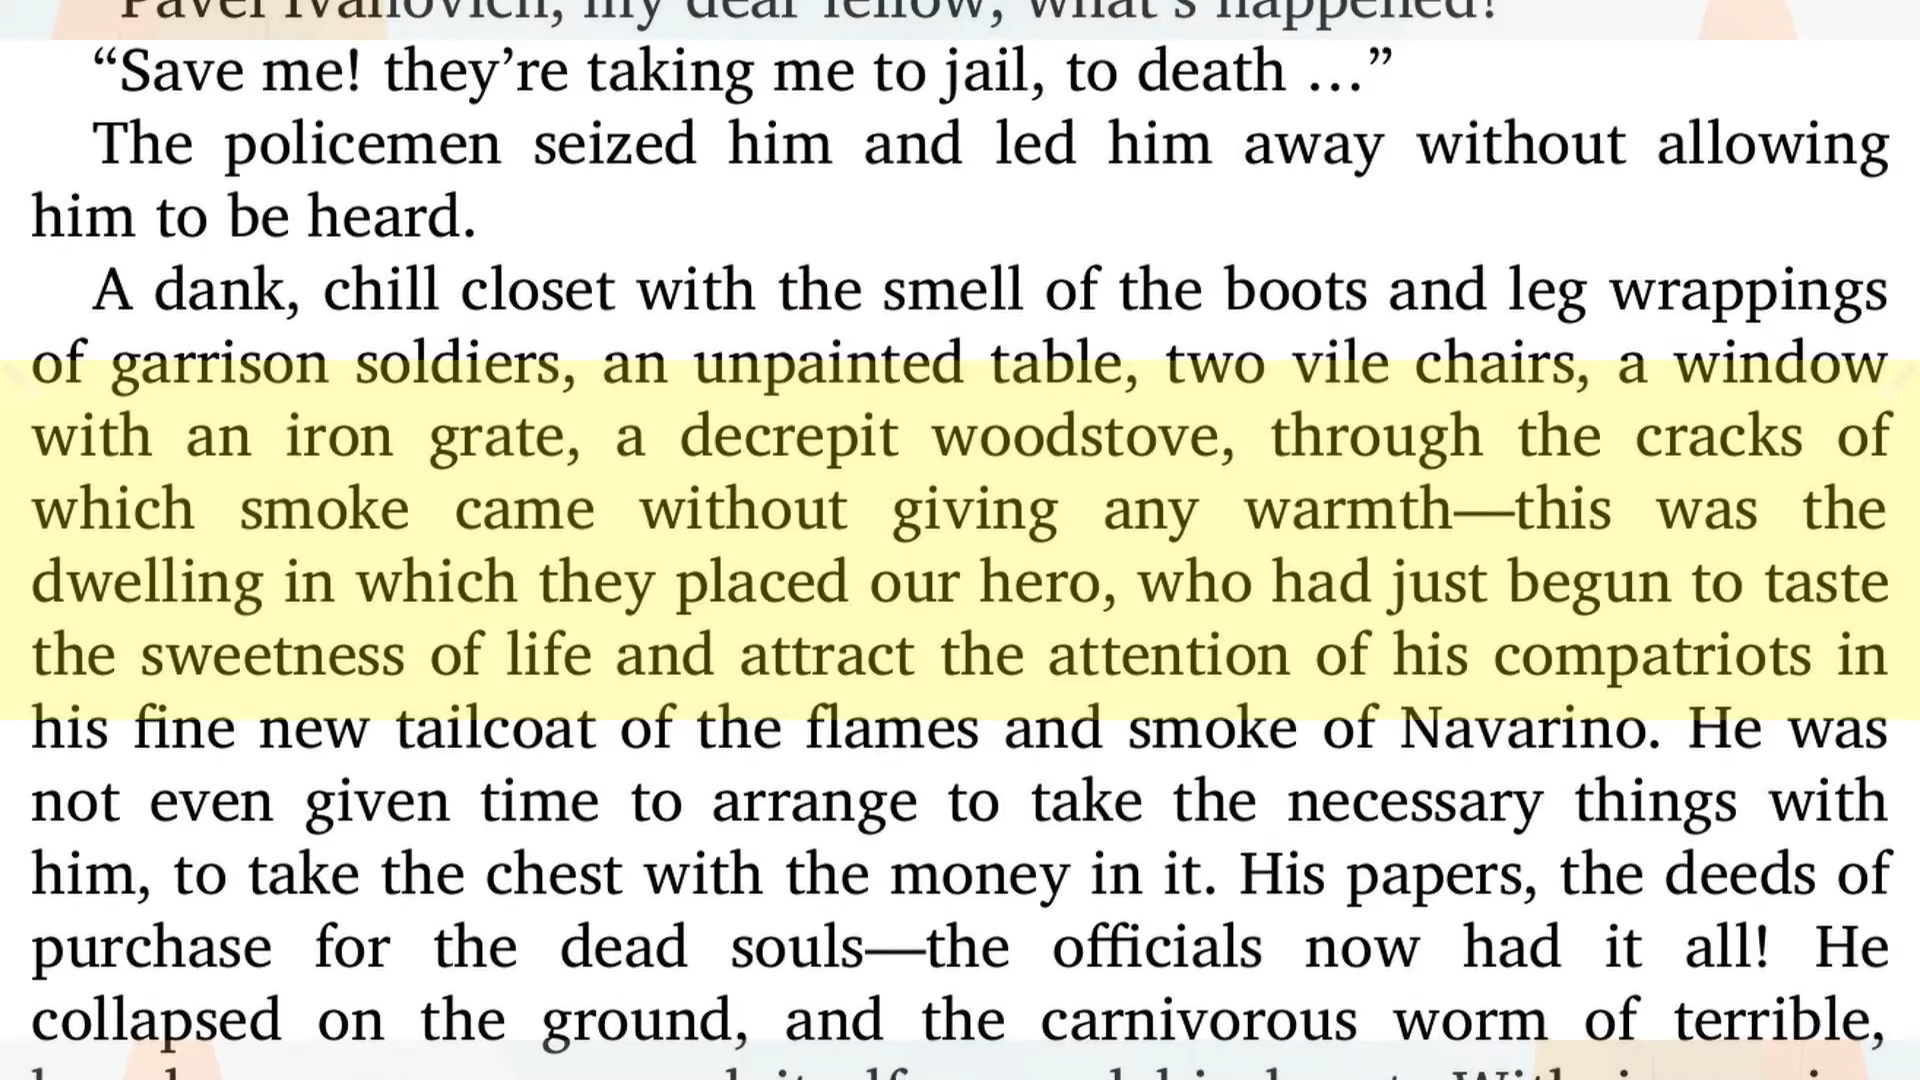 Pavel Ivanovich, my dear fellow, what's happened?
“Save me! they’re taking me to jail, to death …”
The policemen seized him and led him away without allowing
him to be heard.
A dank, chill closet with the smell of the boots and leg wrappings
of garrison soldiers, an unpainted table, two vile chairs, a window
with an iron grate, a decrepit woodstove, through the cracks of
which smoke came without giving any warmth—this was the
dwelling in which they placed our hero, who had just begun to taste
the sweetness of life and attract the attention of his compatriots in
his fine new tailcoat of the flames and smoke of Navarino. He was
not even given time to arrange to take the necessary things with
him, to take the chest with the money in it. His papers, the deeds of
purchase for the dead souls—the officials now had it all! He
collapsed on the ground, and the carnivorous worm of terrible,